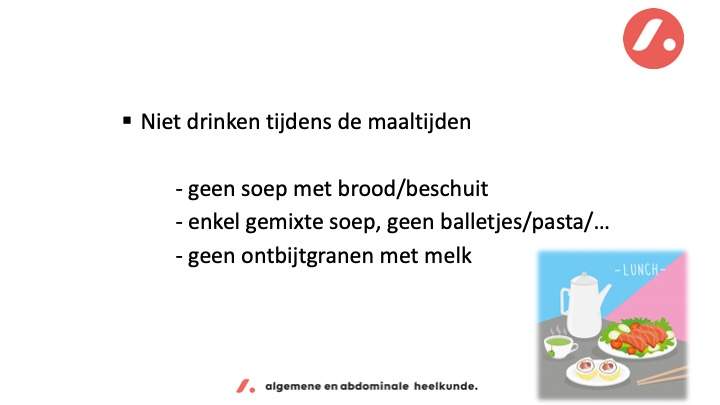 ▪ Niet drinken tijdens de maaltijden
- geen soep met brood/beschuit
- enkel gemixte soep, geen balletjes/pasta/…
- geen ontbijtgranen met melk
-LUNCH-
algemene en abdominale heelkunde.